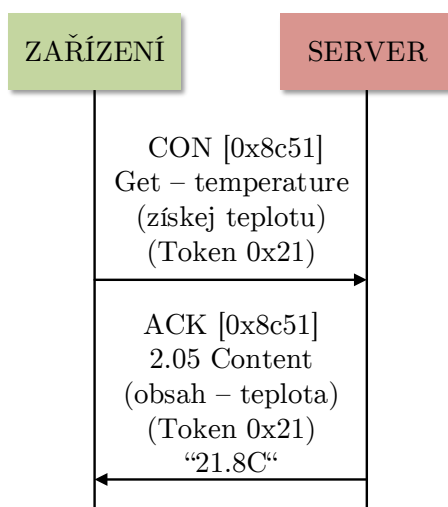 ZAŘÍZENÍ
SERVER
CON [0x8c51]
Get – temperature
(získej teplotu)
(Token 0x21)
ACK [0x8c51]
2.05 Content
(obsah – teplota)
(Token 0x21)
“21.8C“